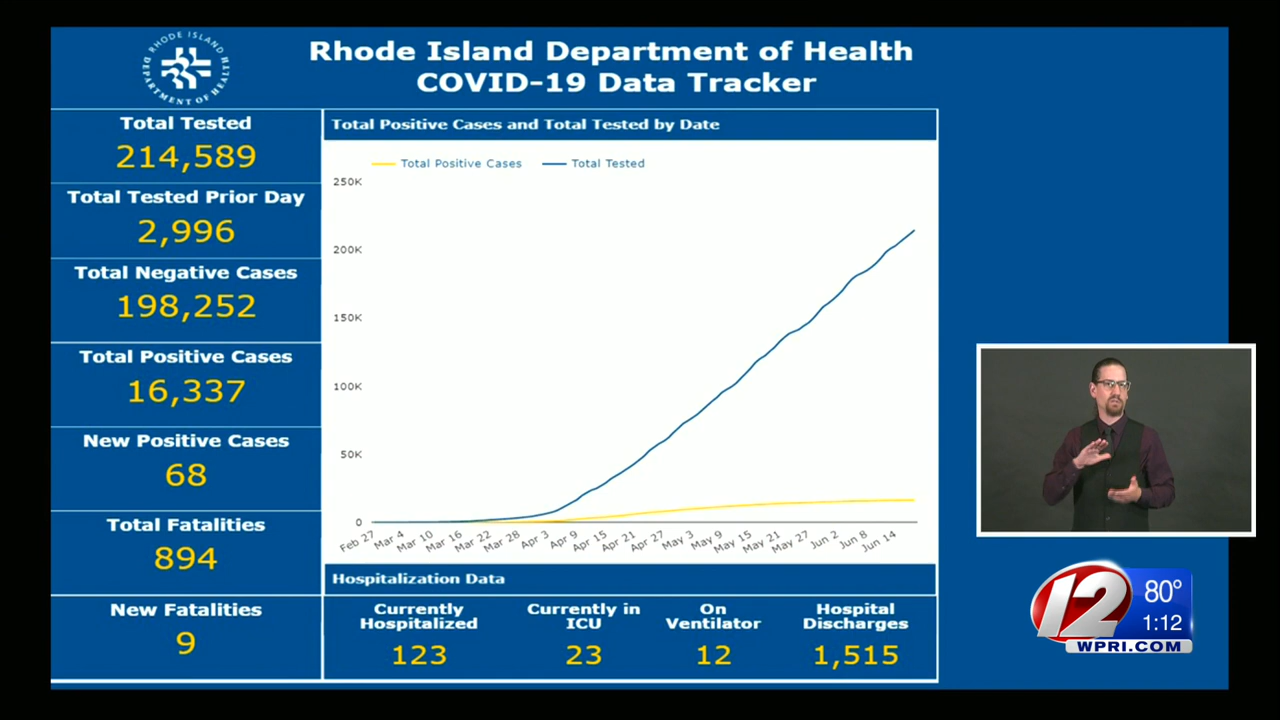 RHODE ISLAND
DEPARTMENT OF HEALTH
Rhode Island Department of Health
COVID-19 Data Tracker
Total Tested
214,589
Total Tested Prior Day
2,996
Total Negative Cases
198,252
Total Positive Cases
16,337
New Positive Cases
68
Total Fatalities
894
New Fatalities
9
Total Positive Cases and Total Tested by Date
Total Positive Cases Total Tested
250K
200K
150K
100K
50K
0
Feb 27 Mar 4 Mar 10 Mar 16 Mar 22 Mar 28 Apr 3 Apr 9 Apr 15 Apr 21 Apr 27 May 3 May 9 May 15 May 21 May 27 Jun 2 Jun 8 Jun 14
Hospitalization Data
Currently
Hospitalized
123
Currently in
ICU
23
On
Ventilator
12
Hospital
Discharges
1,515
12
80°
1:12
WPRI.COM